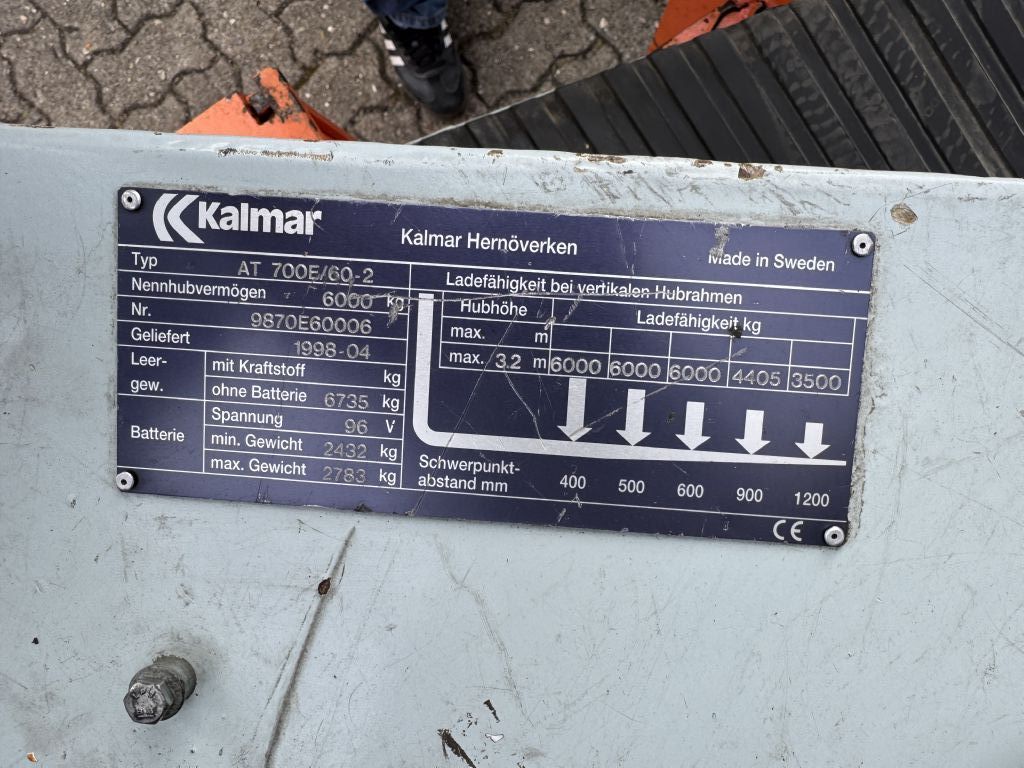 Kalmar
Kalmar Hernöverken
Made in Sweden
Typ AT 700E/60-2
Nennhubvermögen 6000 kg
Nr. 9870E60006
Geliefert 1998-04
Leer-
gew.
mit Kraftstoff kg
ohne Batterie 6735 kg
Batterie
Spannung 96 V
min. Gewicht 2432 kg
max. Gewicht 2783 kg
Ladefähigkeit bei vertikalen Hubrahmen
Hubhöhe Ladefähigkeit kg
max. m
max. 3.2 m 6000 6000 6000 4405 3500
Schwerpunkt-
abstand mm 400 500 600 900 1200
CE